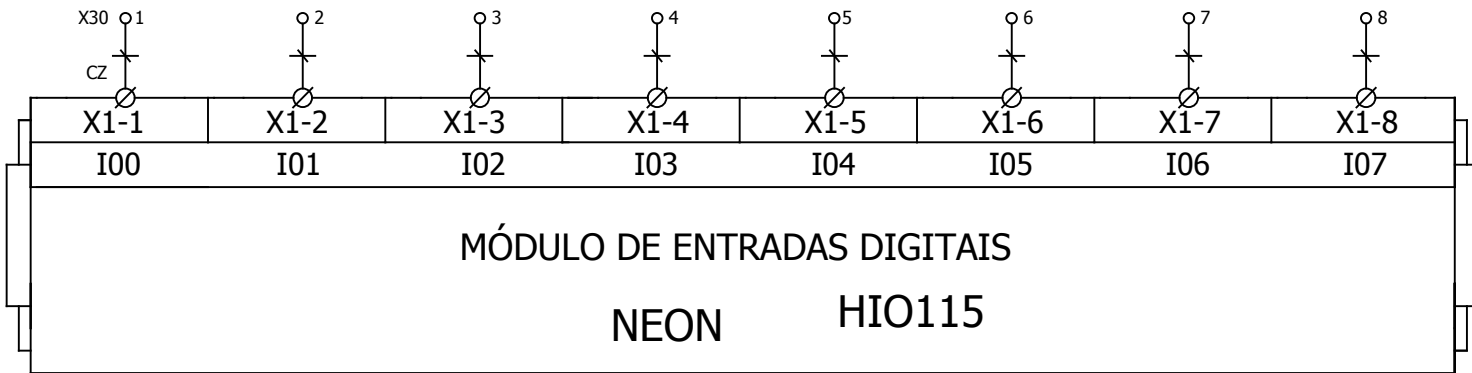 X30 1 2 3 4 5 6 7 8
CZ
X1-1 X1-2 X1-3 X1-4 X1-5 X1-6 X1-7 X1-8
I00 I01 I02 I03 I04 I05 I06 I07
MÓDULO DE ENTRADAS DIGITAIS
NEON HIO115